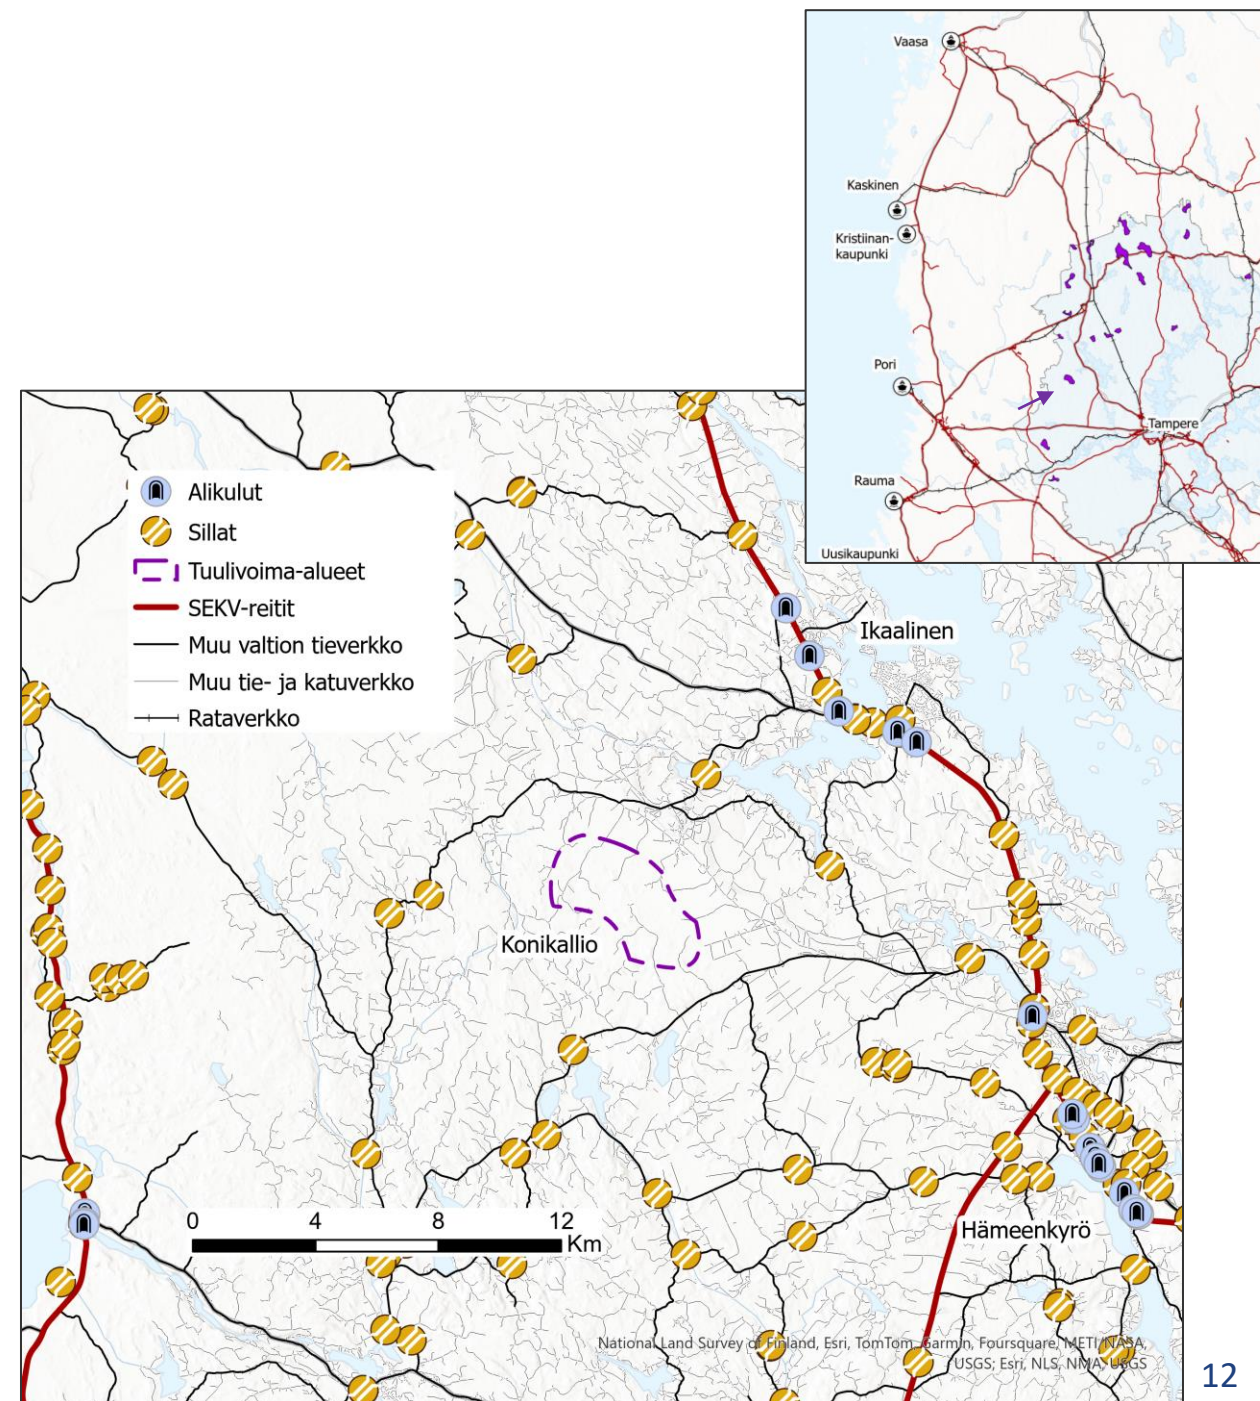 Vaasa
Kaskinen
Kristiinan-
kaupunki
Pori
Tampere
Rauma
Uusikaupunki
Alikulut
Sillat
Tuulivoima-alueet
SEKV-reitit
Muu valtion tieverkko
Muu tie- ja katuverkko
Rataverkko
Ikaalinen
Konikallio
Hämeenkyrö
0 4 8 12
Km
National Land Survey of Finland, Esri, TomTom, Garmin, Foursquare, METI/NASA,
USGS; Esri, NLS, NMA, USGS
12